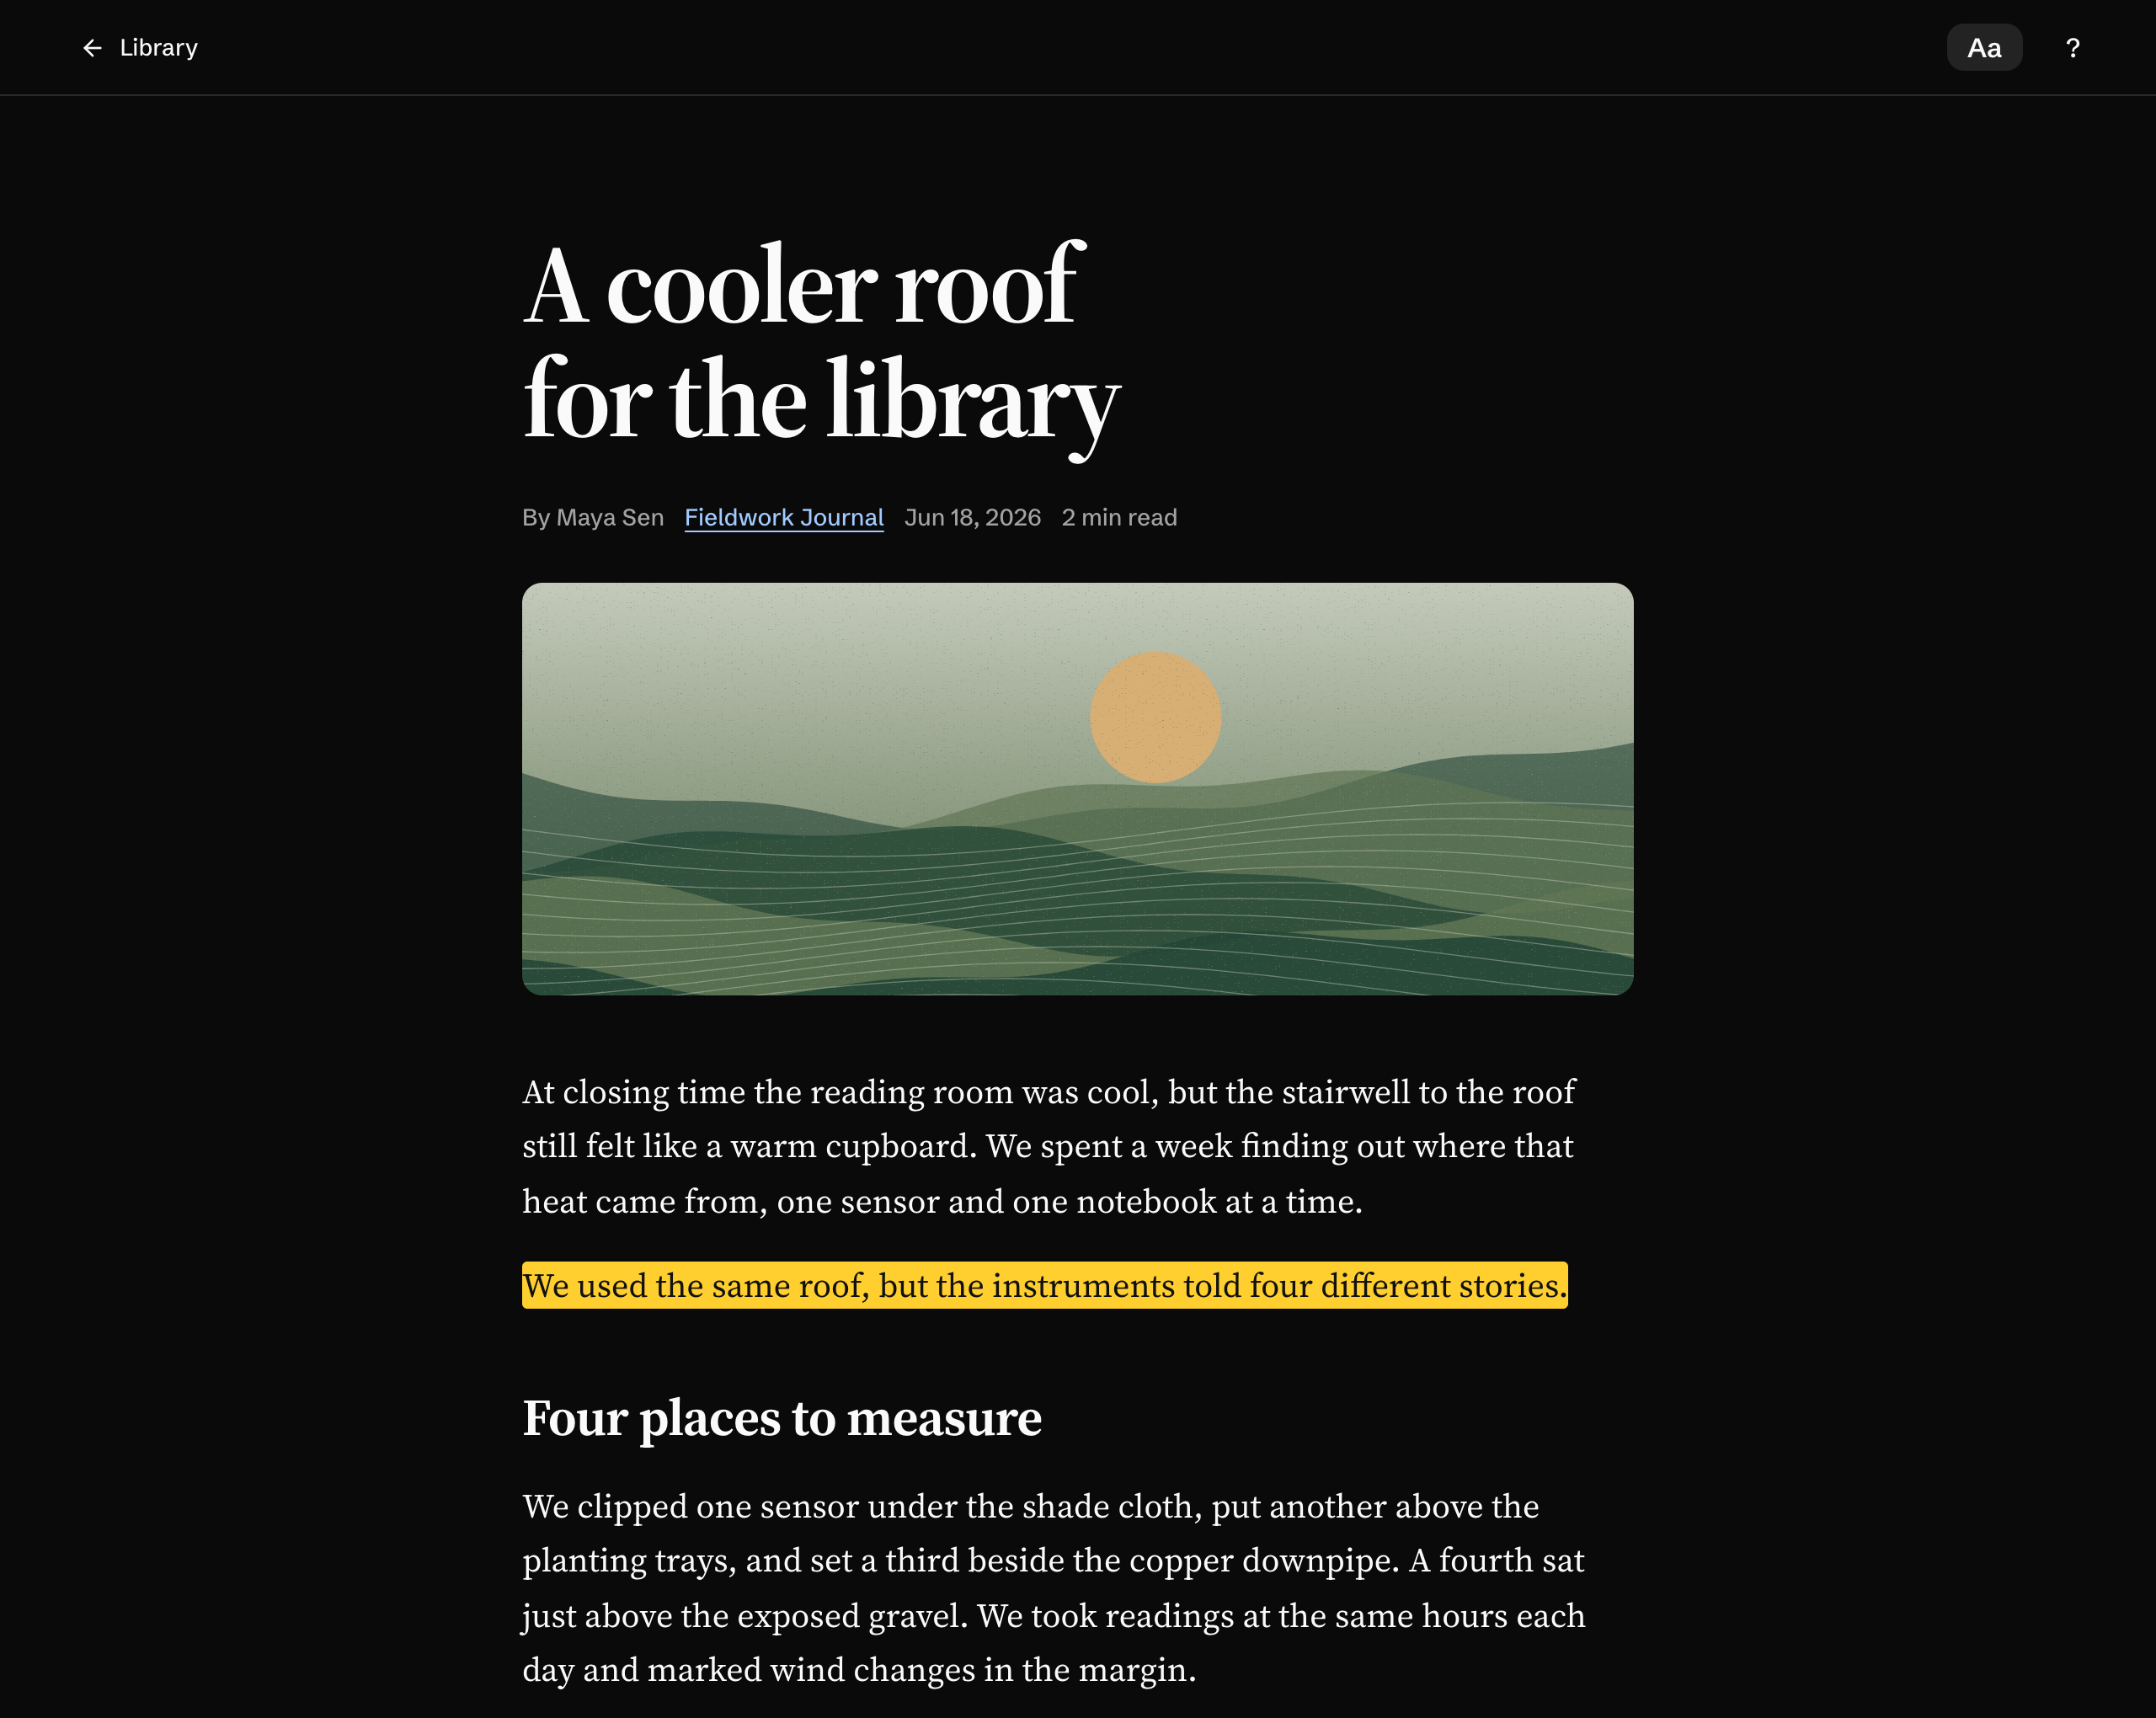 Library
Aa
?
A cooler roof
for the library
By Maya Sen Fieldwork Journal Jun 18, 2026 2 min read
At closing time the reading room was cool, but the stairwell to the roof
still felt like a warm cupboard. We spent a week finding out where that
heat came from, one sensor and one notebook at a time.
We used the same roof, but the instruments told four different stories.
Four places to measure
We clipped one sensor under the shade cloth, put another above the
planting trays, and set a third beside the copper downpipe. A fourth sat
just above the exposed gravel. We took readings at the same hours each
day and marked wind changes in the margin.